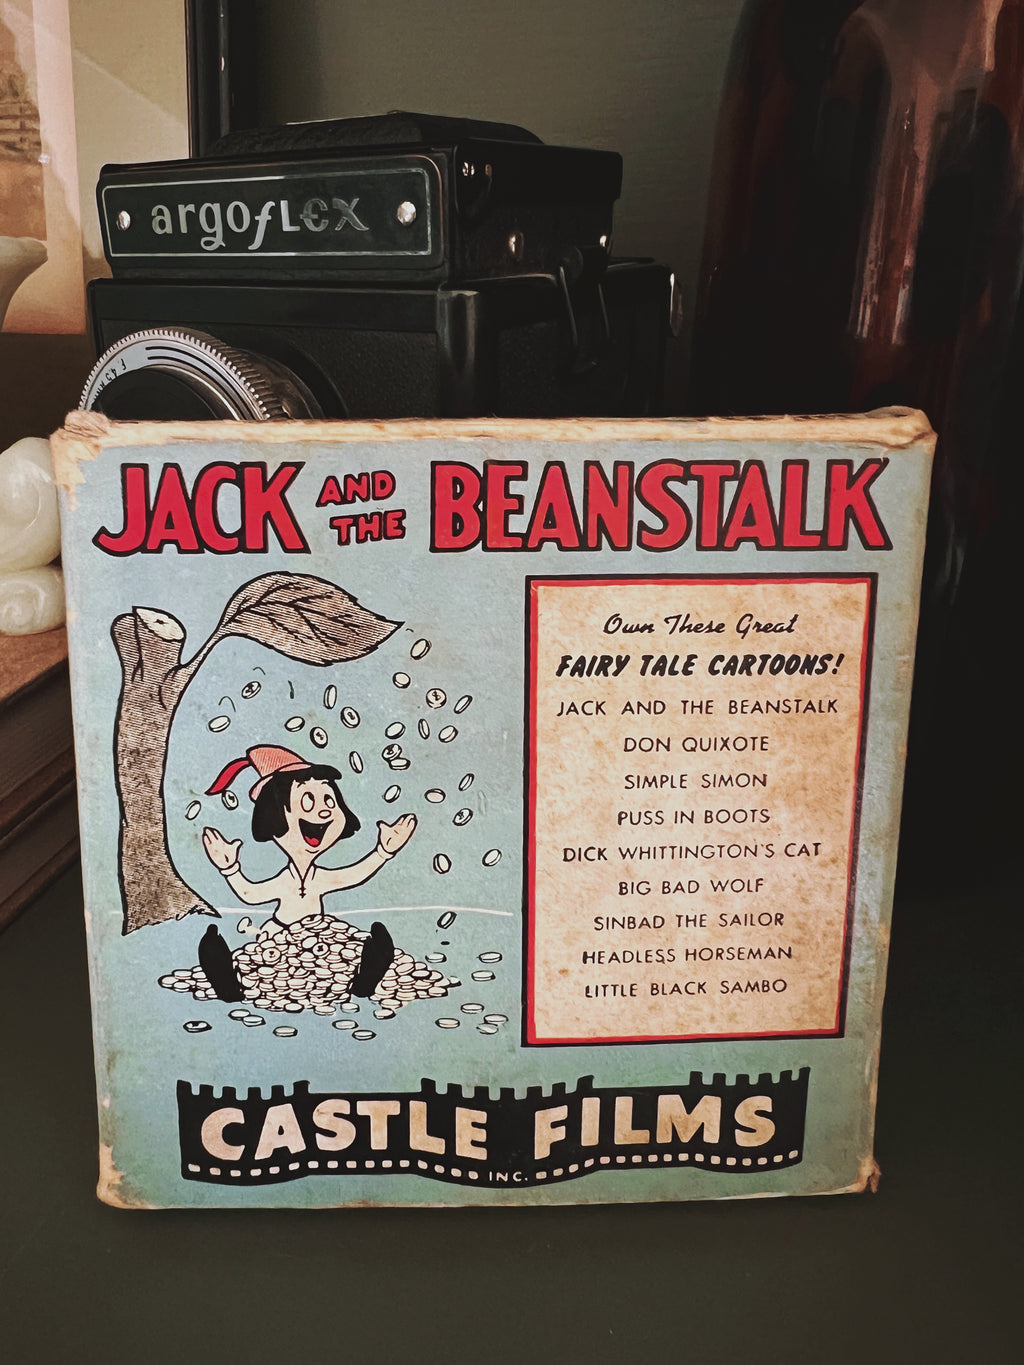 argoflex
JACK AND THE BEANSTALK
Own These Great
FAIRY TALE CARTOONS!
JACK AND THE BEANSTALK
DON QUIXOTE
SIMPLE SIMON
PUSS IN BOOTS
DICK WHITTINGTON'S CAT
BIG BAD WOLF
SINBAD THE SAILOR
HEADLESS HORSEMAN
LITTLE BLACK SAMBO
CASTLE FILMS
INC.